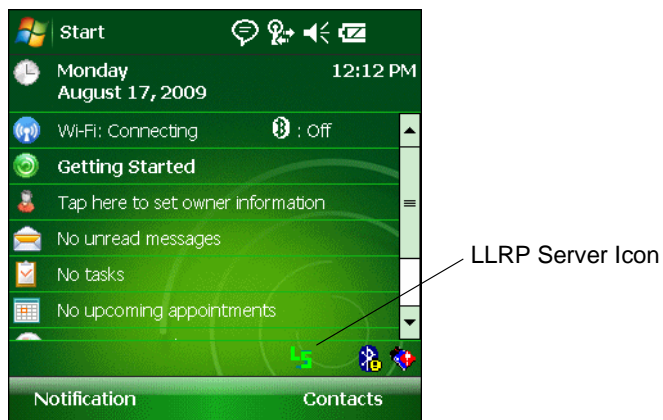 Start
Monday 12:12 PM
August 17, 2009
Wi-Fi: Connecting : Off
Getting Started
Tap here to set owner information
No unread messages
No tasks
No upcoming appointments
LLRP Server Icon
LS
Notification Contacts